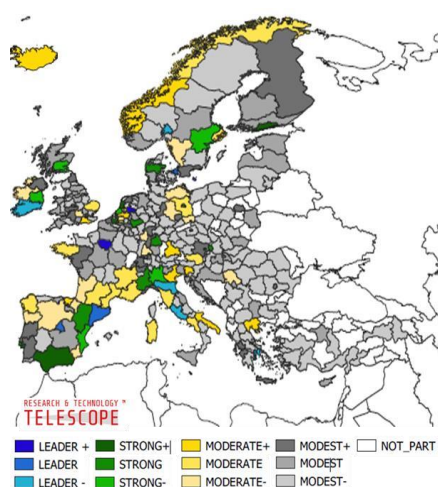 RESEARCH & TECHNOLOGY *
TELESCOPE
LEADER + STRONG+| MODERATE+ MODEST+ NOT_PART
LEADER STRONG MODERATE MODEST
LEADER - STRONG- MODERATE- MODEST-